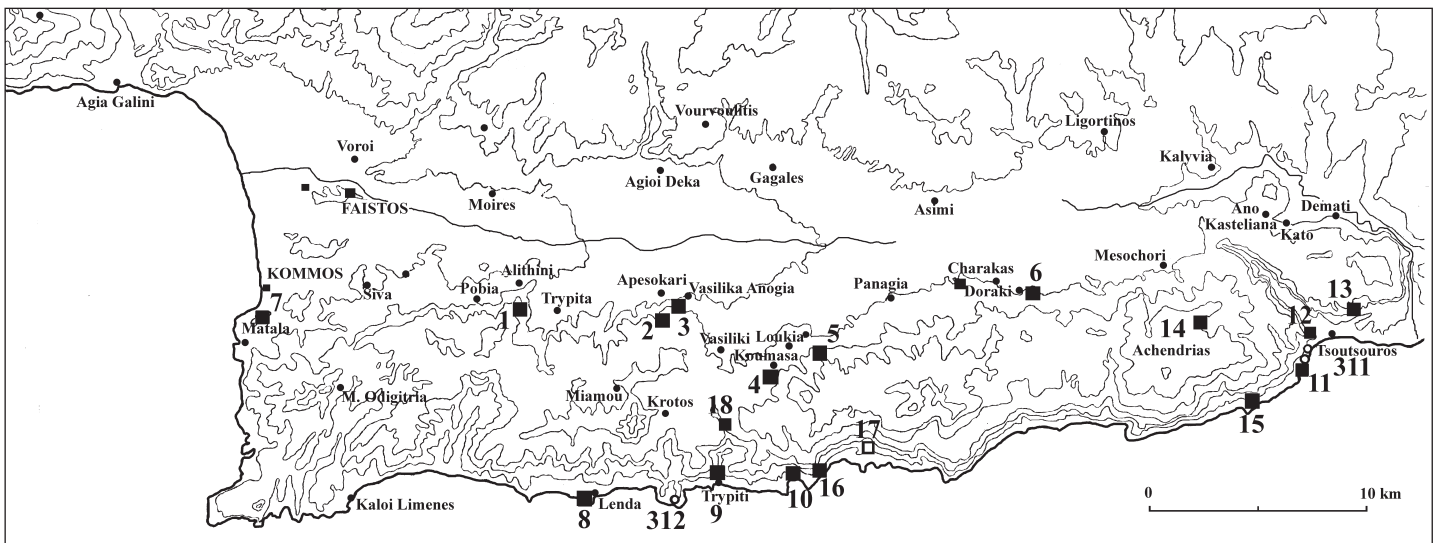 Agia Galini
Vourvoulitis
Ligortinos
Voroi
Kalyvia
Agioi Deka
Gagales
Moires
FAISTOS
Asimi
Ano
Kasteliana
Demati
Kato
Mesochori
KOMMOS
Siva
Alithini
Pobia
Trypita
Apesokari
Vasilika Anogia
Panagia
Charakas
Doraki
6
7
Matala
1
2
3
5
Loukia
Vasiliki
Koumasa
4
14
Achendrias
13
12
Tsoutsouros
311
11
M. Odigitria
Miamou
Krotos
18
17
15
Kaloi Limenes
8
Lenda
312
9
Trypiti
10
16
0
10 km